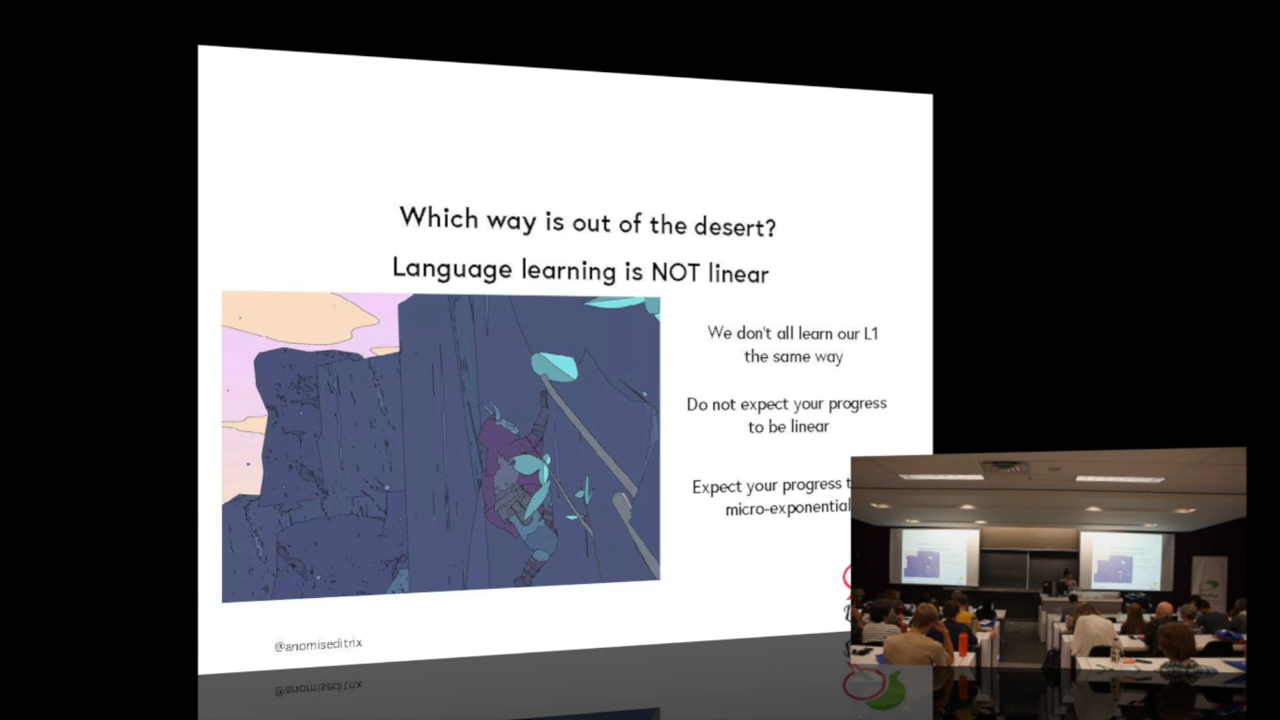 Which way is out of the desert?
Language learning is NOT linear
We don't all learn our L1
the same way
Do not expect your progress
to be linear
Expect your progress
micro-exponential
@anomiseditrix